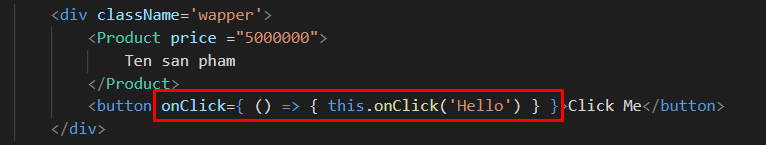 <div className='wapper'>
<Product price ="5000000">
Ten san pham
</Product>
<button onClick={ () => { this.onClick('Hello') } }>Click Me</button>
</div>